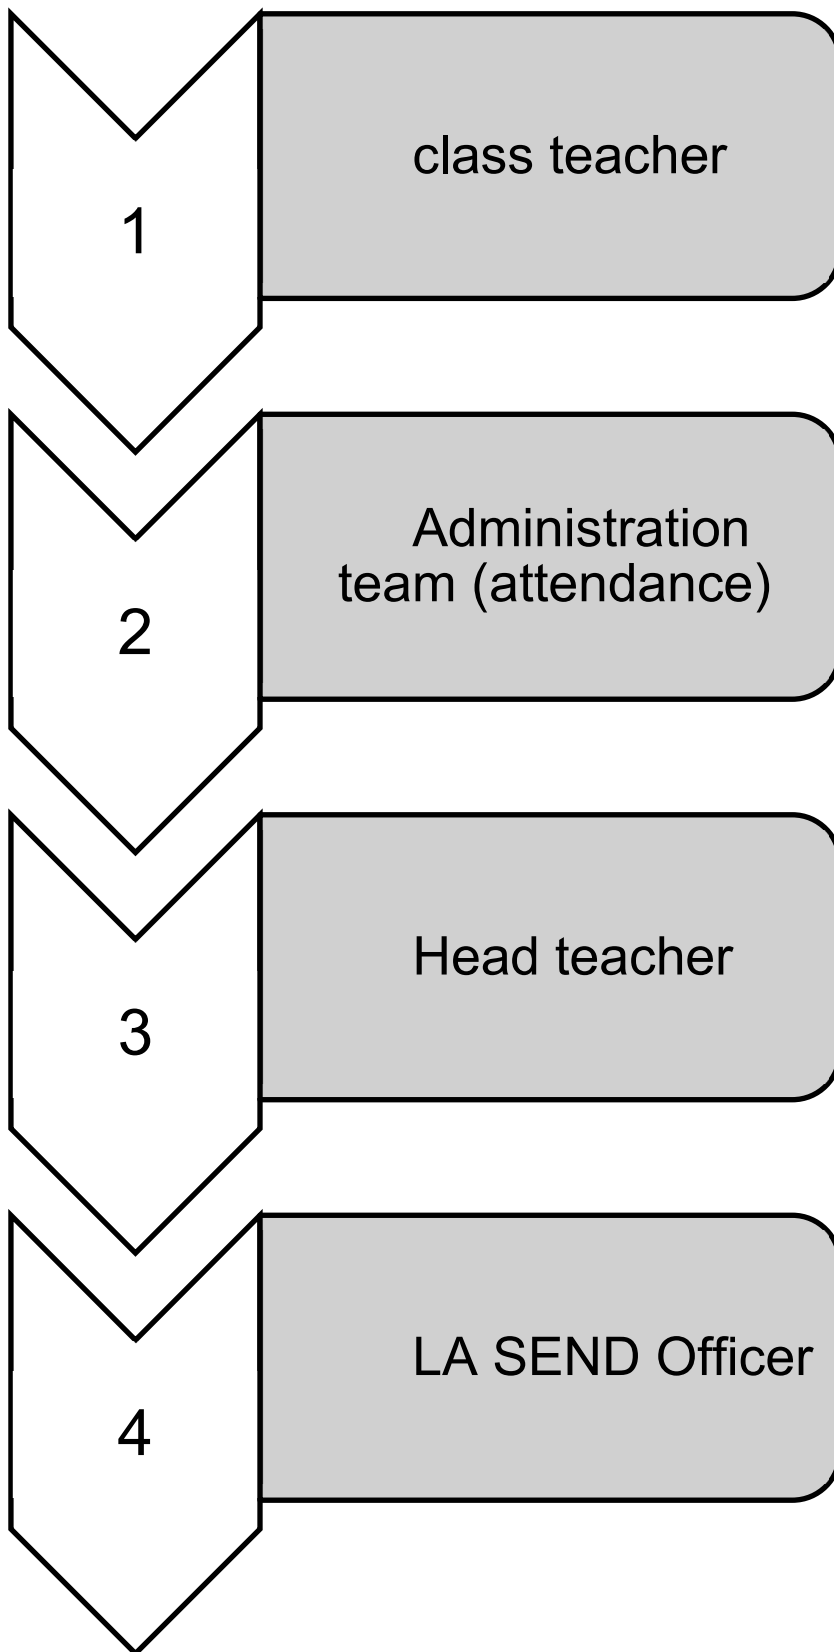 1
class teacher
2
Administration
team (attendance)
3
Head teacher
4
LA SEND Officer